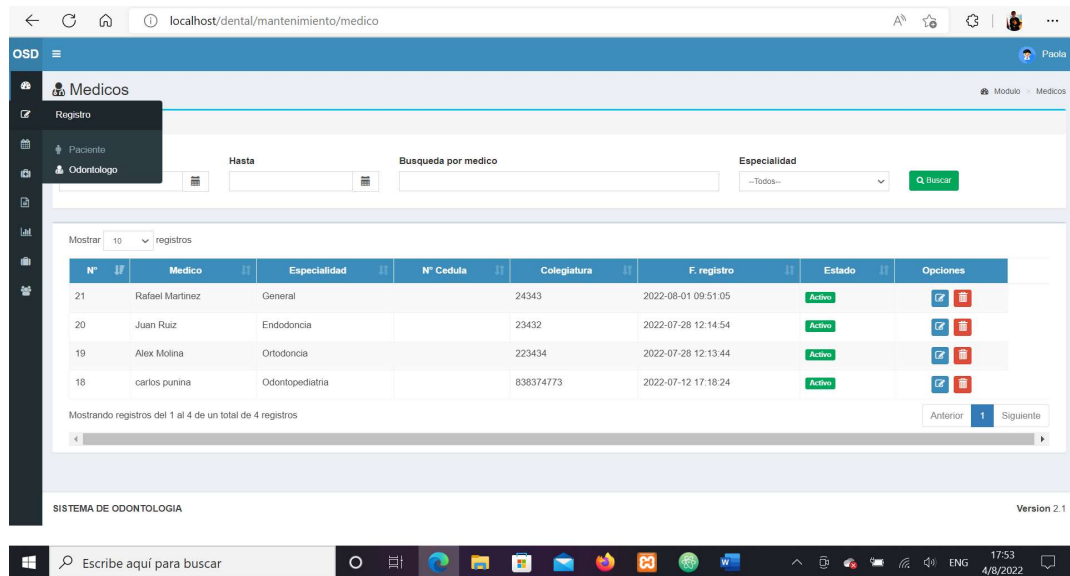 localhost/dental/mantenimiento/medico
OSD
Paola
Medicos
Modulo > Medicos
Registro
Paciente
Odontologo
Hasta
Busqueda por medico
Especialidad
--Todos--
Buscar
Mostrar 10 registros
N° Medico Especialidad N° Cedula Colegiatura F. registro Estado Opciones
21 Rafael Martinez General 24343 2022-08-01 09:51:05 Activo
20 Juan Ruiz Endodoncia 23432 2022-07-28 12:14:54 Activo
19 Alex Molina Ortodoncia 223434 2022-07-28 12:13:44 Activo
18 carlos punina Odontopediatria 838374773 2022-07-12 17:18:24 Activo
Mostrando registros del 1 al 4 de un total de 4 registros
Anterior 1 Siguiente
SISTEMA DE ODONTOLOGIA
Version 2.1
Escribe aquí para buscar
ENG
17:53
4/8/2022